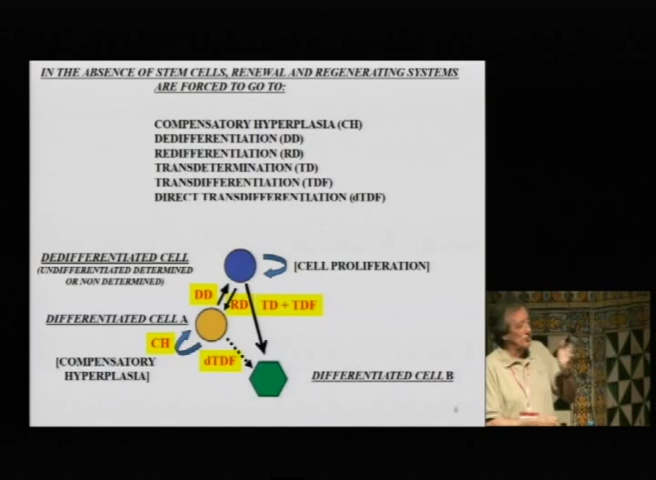 IN THE ABSENCE OF STEM CELLS, RENEWAL AND REGENERATING SYSTEMS
ARE FORCED TO GO TO:
COMPENSATORY HYPERPLASIA (CH)
DEDIFFERENTIATION (DD)
REDIFFERENTIATION (RD)
TRANSDETERMINATION (TD)
TRANSDIFFERENTIATION (TDF)
DIRECT TRANSDIFFERENTIATION (dTDF)
DEDIFFERENTIATED CELL
(UNDIFFERENTIATED DETERMINED
OR NON DETERMINED)
[CELL PROLIFERATION]
DD
RD
TD + TDF
DIFFERENTIATED CELL A
CH
dTDF
[COMPENSATORY
HYPERPLASIA]
DIFFERENTIATED CELL B